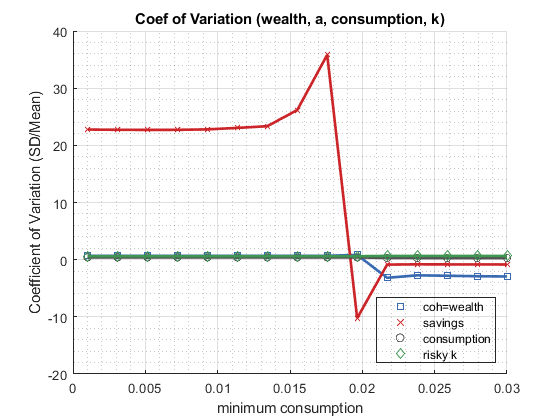 Coef of Variation (wealth, a, consumption, k)
40
30
20
10
0
-10
-20
Coefficient of Variation (SD/Mean)
coh=wealth
savings
consumption
risky k
0
0.005
0.01
0.015
0.02
0.025
0.03
minimum consumption